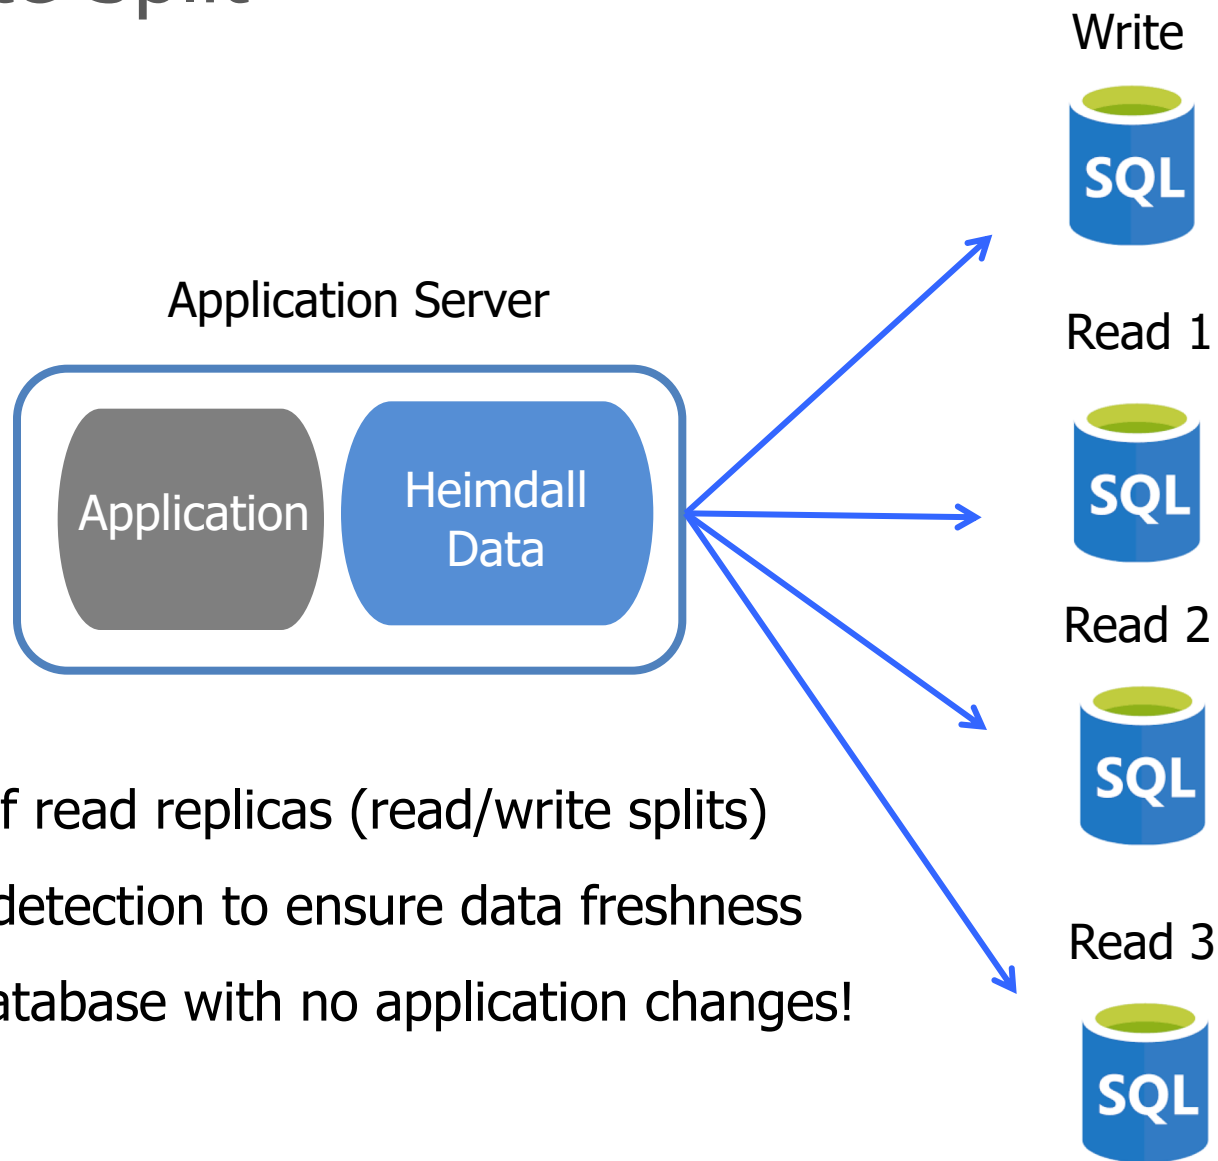 Split
Write
SQL
Application Server
Read 1
Application
Heimdall
Data
SQL
Read 2
SQL
f read replicas (read/write splits)
detection to ensure data freshness
Read 3
atabase with no application changes!
SQL